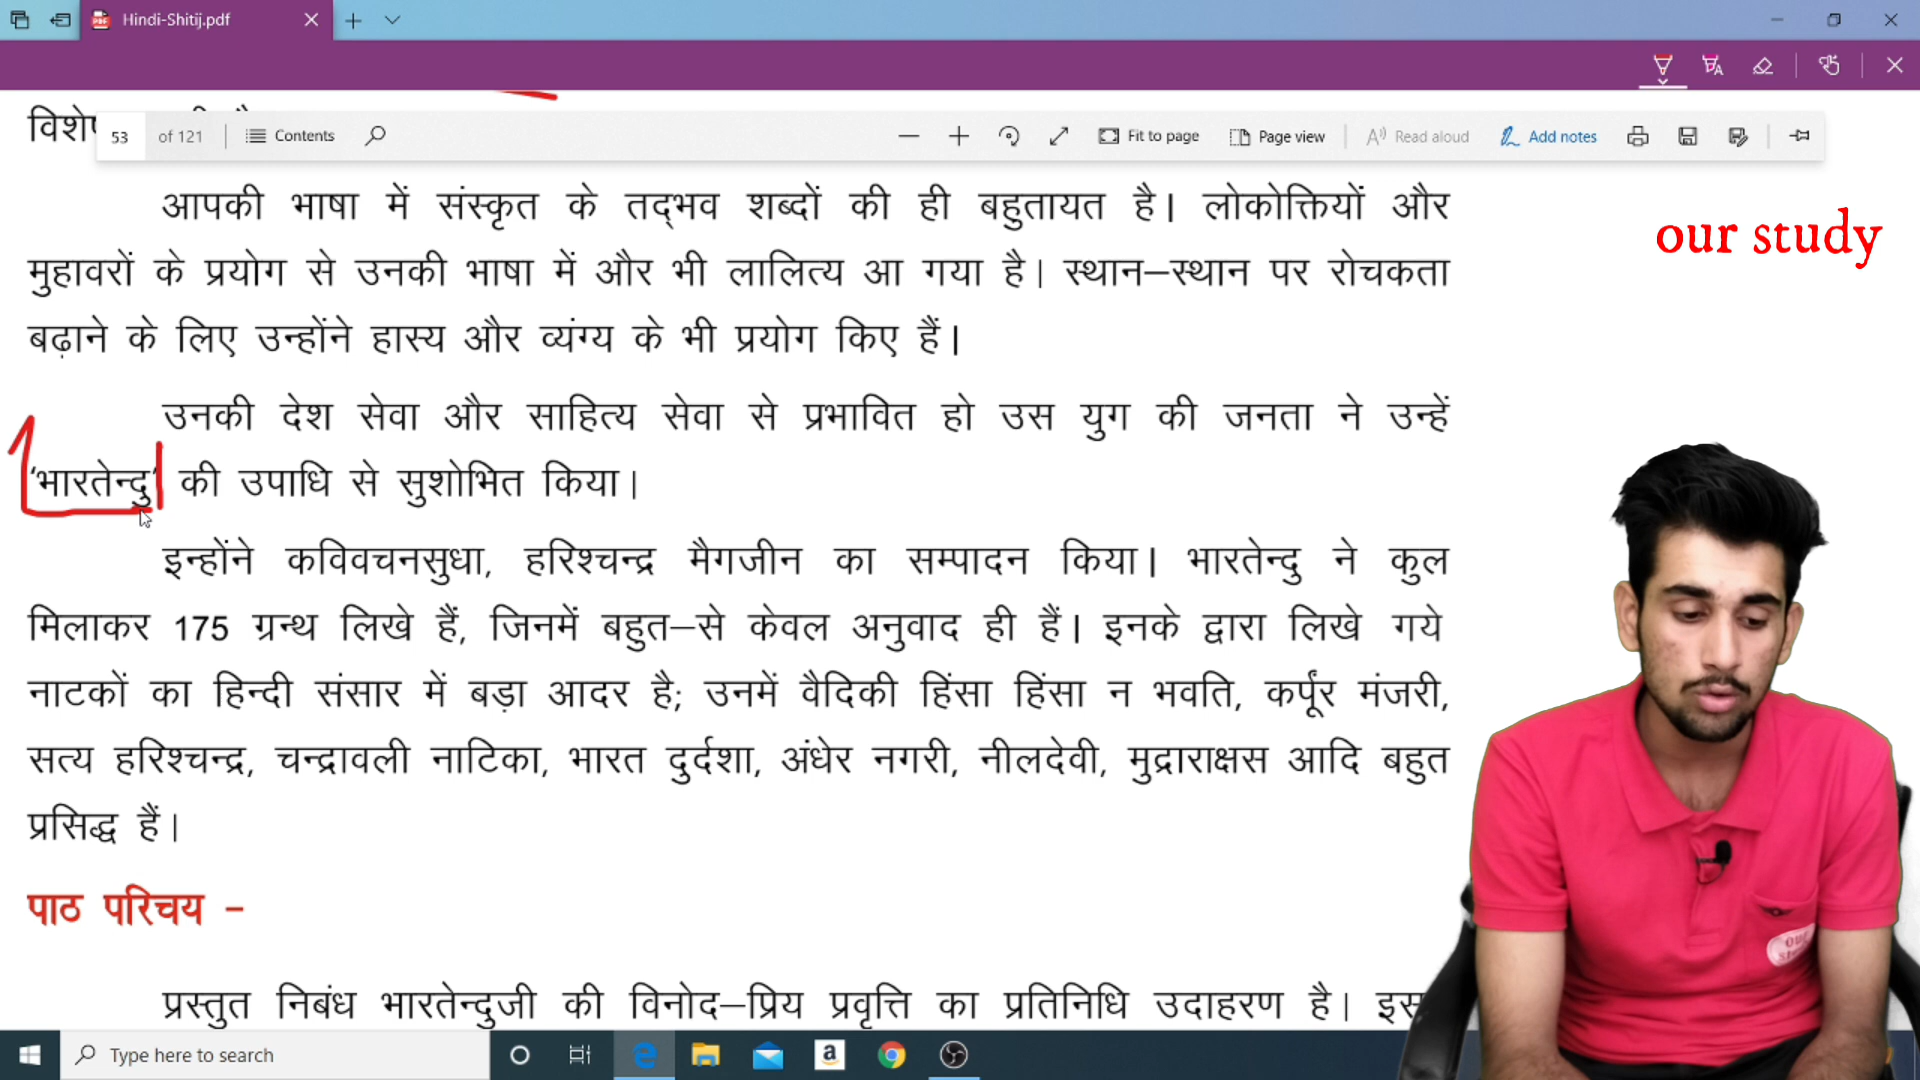 Hindi-Shitij.pdf
विशेष
53 of 121 Contents Fit to page Page view Read aloud Add notes
आपकी भाषा में संस्कृत के तद्भव शब्दों की ही बहुतायत है। लोकोक्तियों और
our study
मुहावरों के प्रयोग से उनकी भाषा में और भी लालित्य आ गया है। स्थान–स्थान पर रोचकता
बढ़ाने के लिए उन्होंने हास्य और व्यंग्य के भी प्रयोग किए हैं।
उनकी देश सेवा और साहित्य सेवा से प्रभावित हो उस युग की जनता ने उन्हें
‘भारतेन्दु’ की उपाधि से सुशोभित किया।
इन्होंने कविवचनसुधा, हरिश्चन्द्र मैगजीन का सम्पादन किया। भारतेन्दु ने कुल
मिलाकर 175 ग्रन्थ लिखे हैं, जिनमें बहुत–से केवल अनुवाद ही हैं। इनके द्वारा लिखे गये
नाटकों का हिन्दी संसार में बड़ा आदर है; उनमें वैदिकी हिंसा हिंसा न भवति, कर्पूंर मंजरी,
सत्य हरिश्चन्द्र, चन्द्रावली नाटिका, भारत दुर्दशा, अंधेर नगरी, नीलदेवी, मुद्राराक्षस आदि बहुत
प्रसिद्ध हैं।
पाठ परिचय –
प्रस्तुत निबंध भारतेन्दुजी की विनोद–प्रिय प्रवृत्ति का प्रतिनिधि उदाहरण है। इस
Type here to search